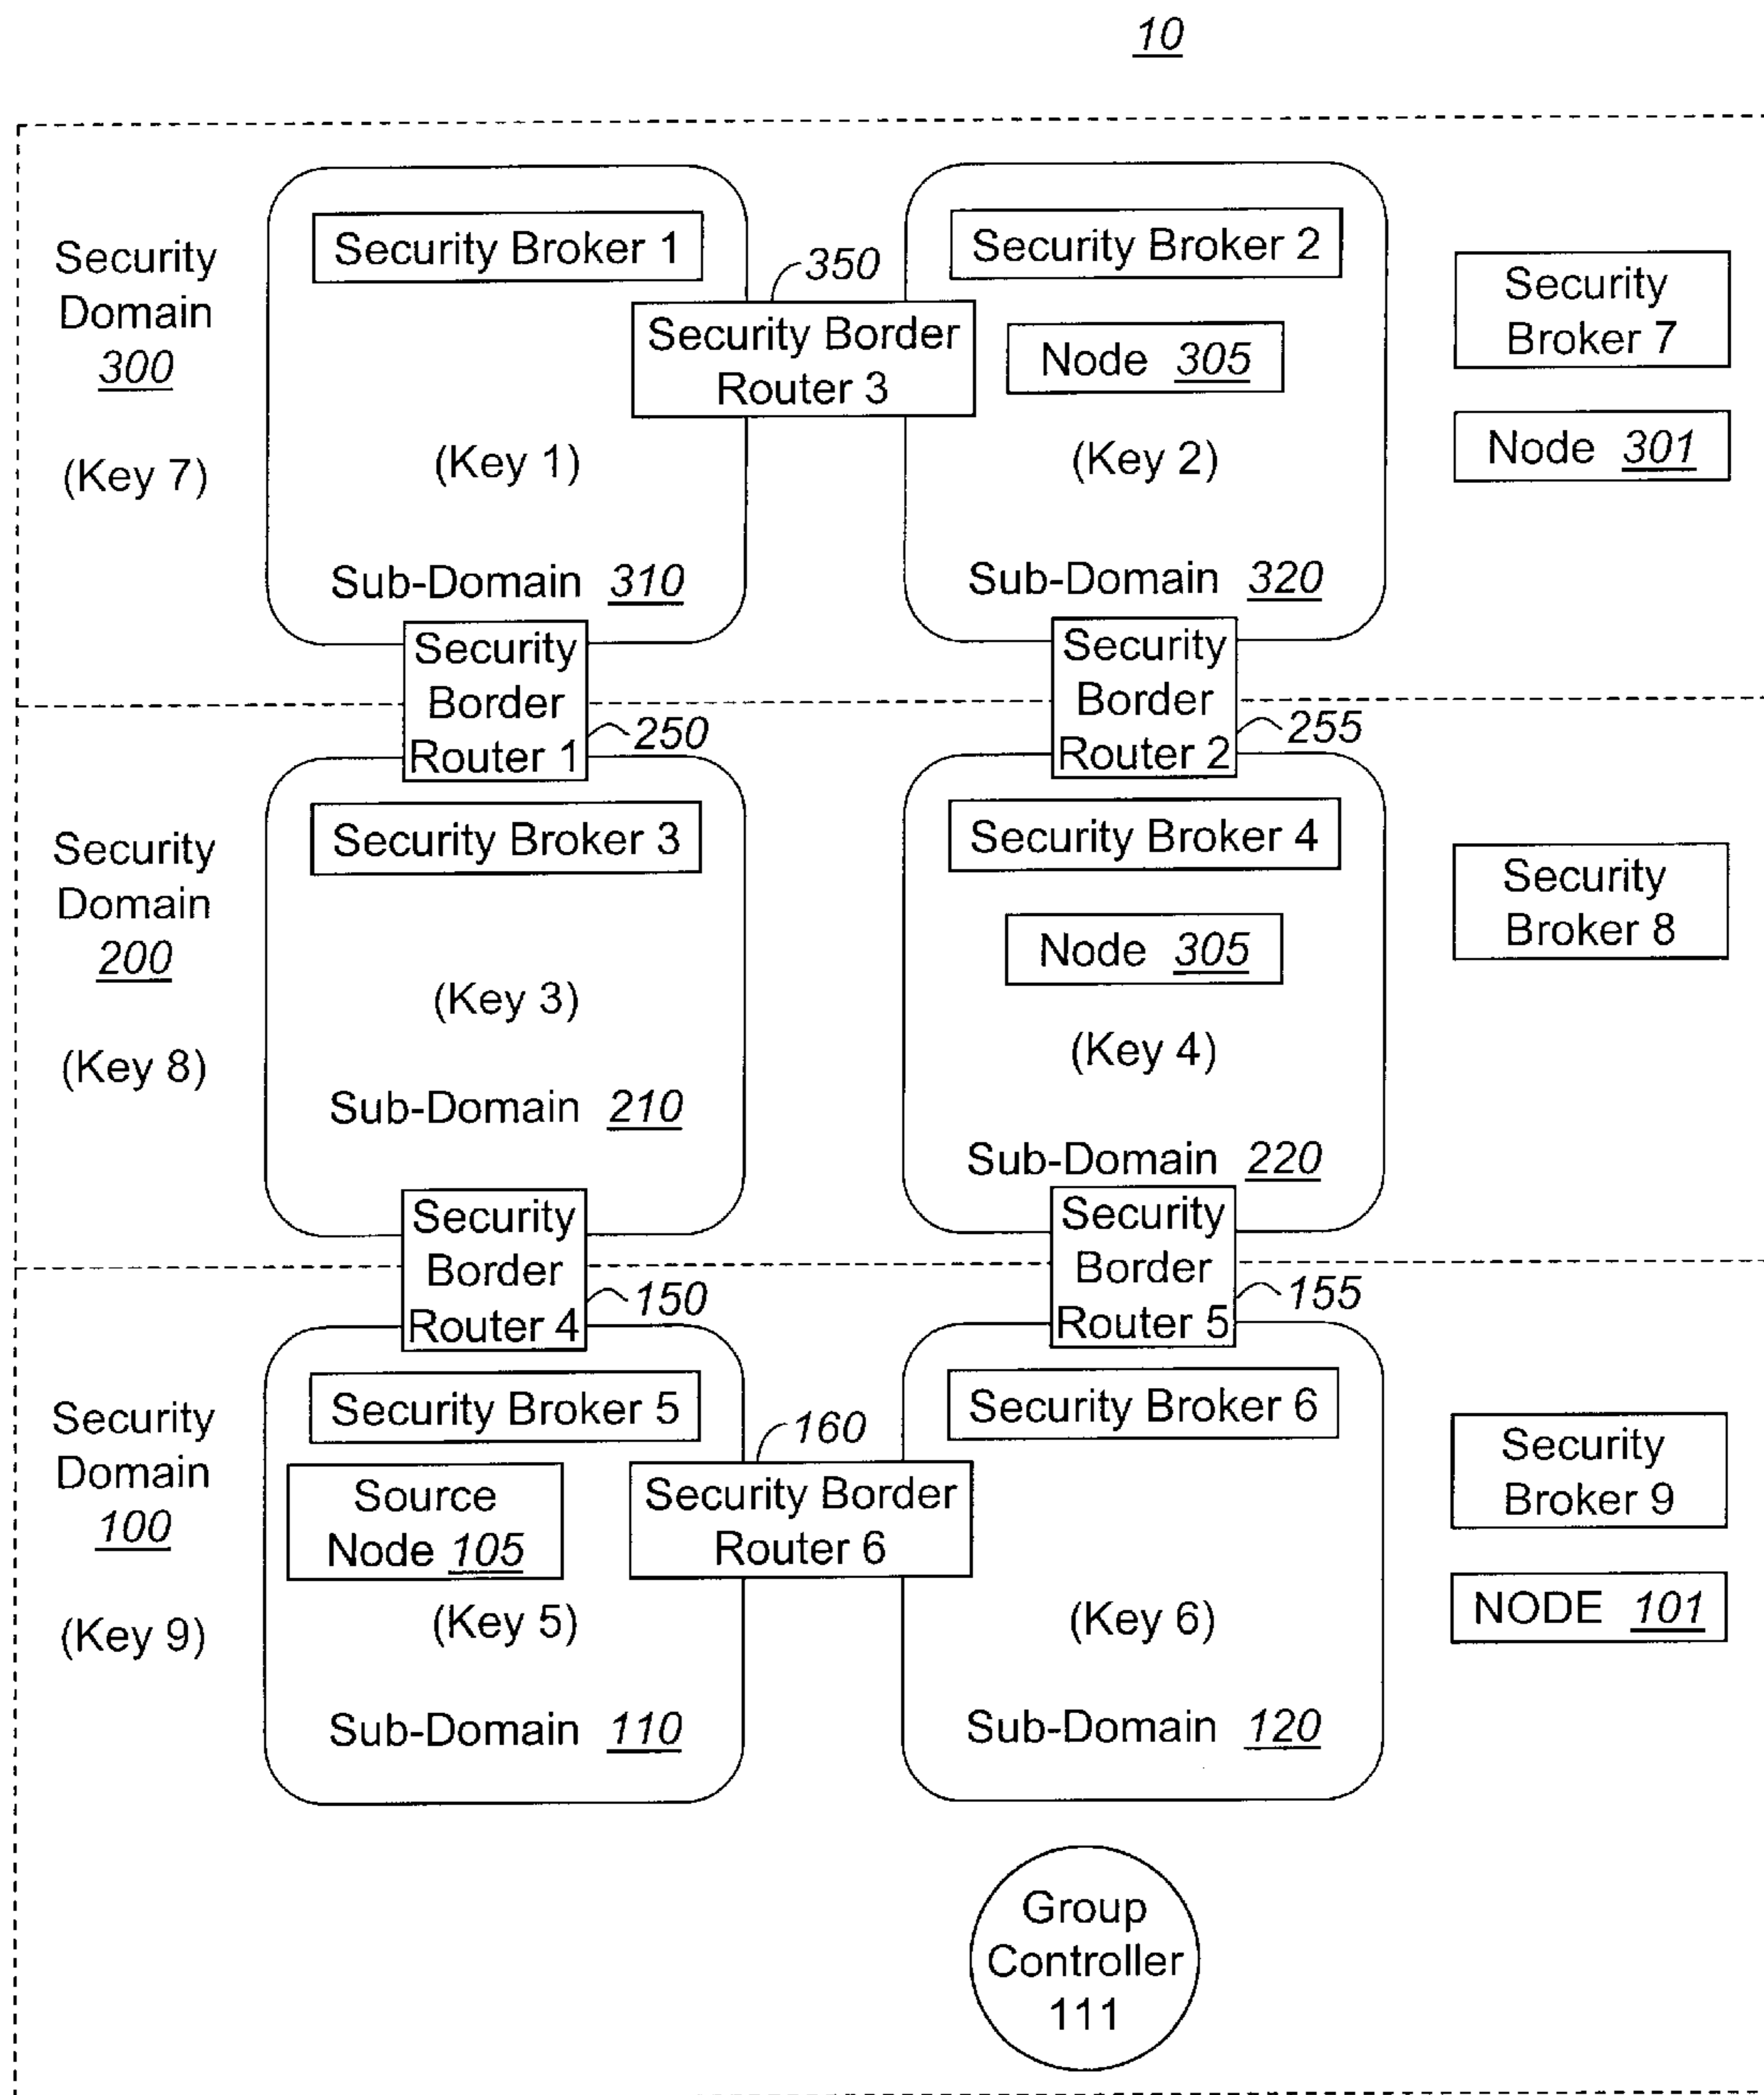 10
Security
Domain
300
(Key 7)
Security Broker 1
(Key 1)
Sub-Domain 310
350
Security Border
Router 3
Security Broker 2
Node 305
(Key 2)
Sub-Domain 320
Security
Broker 7
Node 301
Security
Border
Router 1
250
Security
Border
Router 2
255
Security
Domain
200
(Key 8)
Security Broker 3
(Key 3)
Sub-Domain 210
Security Broker 4
Node 305
(Key 4)
Sub-Domain 220
Security
Broker 8
Security
Border
Router 4
150
Security
Border
Router 5
155
Security
Domain
100
(Key 9)
Security Broker 5
Source
Node 105
(Key 5)
Sub-Domain 110
160
Security Border
Router 6
Security Broker 6
(Key 6)
Sub-Domain 120
Security
Broker 9
NODE 101
Group
Controller
111